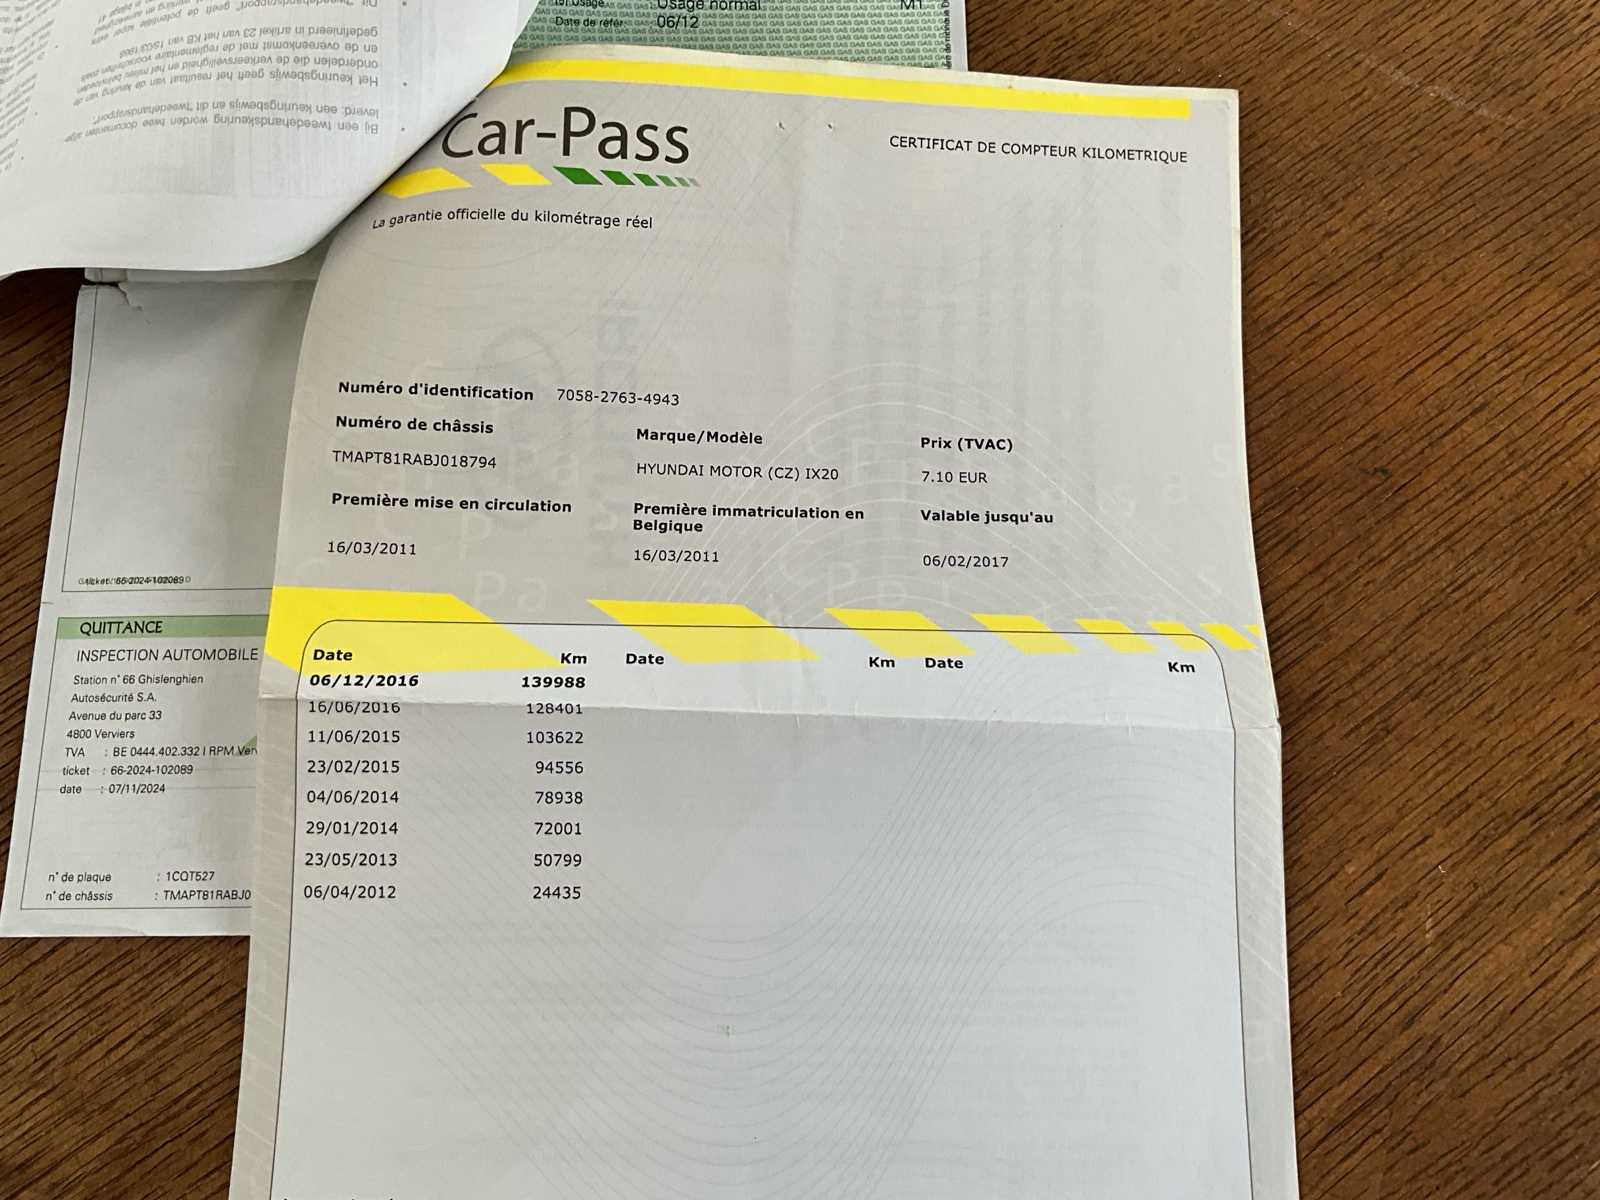 Bij een tweedehandskeuring worden twee documenten afge
leverd: een keuringsbewijs en dit "Tweedehandsrapport".
Het keuringsbewijs geeft het resultaat van de keuring van de
onderdelen die de verkeersveiligheid en het milieu
en de overeenkomst met de reglementaire
gedefinieerd in artikel 23 van het KB van 15/03/1968
Usage normal
M1
Date de référ
06/12
Car-Pass
CERTIFICAT DE COMPTEUR KILOMETRIQUE
La garantie officielle du kilométrage réel
Numéro d'identification 7058-2763-4943
Numéro de châssis
Marque/Modèle
Prix (TVAC)
TMAPT81RABJ018794
HYUNDAI MOTOR (CZ) IX20
7.10 EUR
Première mise en circulation
Première immatriculation en
Belgique
Valable jusqu'au
16/03/2011
16/03/2011
06/02/2017
Date Km Date Km Date Km
06/12/2016 139988
16/06/2016 128401
11/06/2015 103622
23/02/2015 94556
04/06/2014 78938
29/01/2014 72001
23/05/2013 50799
06/04/2012 24435
ticket: 66-2024-102089
QUITTANCE
INSPECTION AUTOMOBILE
Station n° 66 Ghislenghien
Autosécurité S.A.
Avenue du parc 33
4800 Verviers
TVA : BE 0444.402.332 I RPM Ver
ticket : 66-2024-102089
date : 07/11/2024
n° de plaque : 1CQT527
n° de châssis : TMAPT81RABJ0